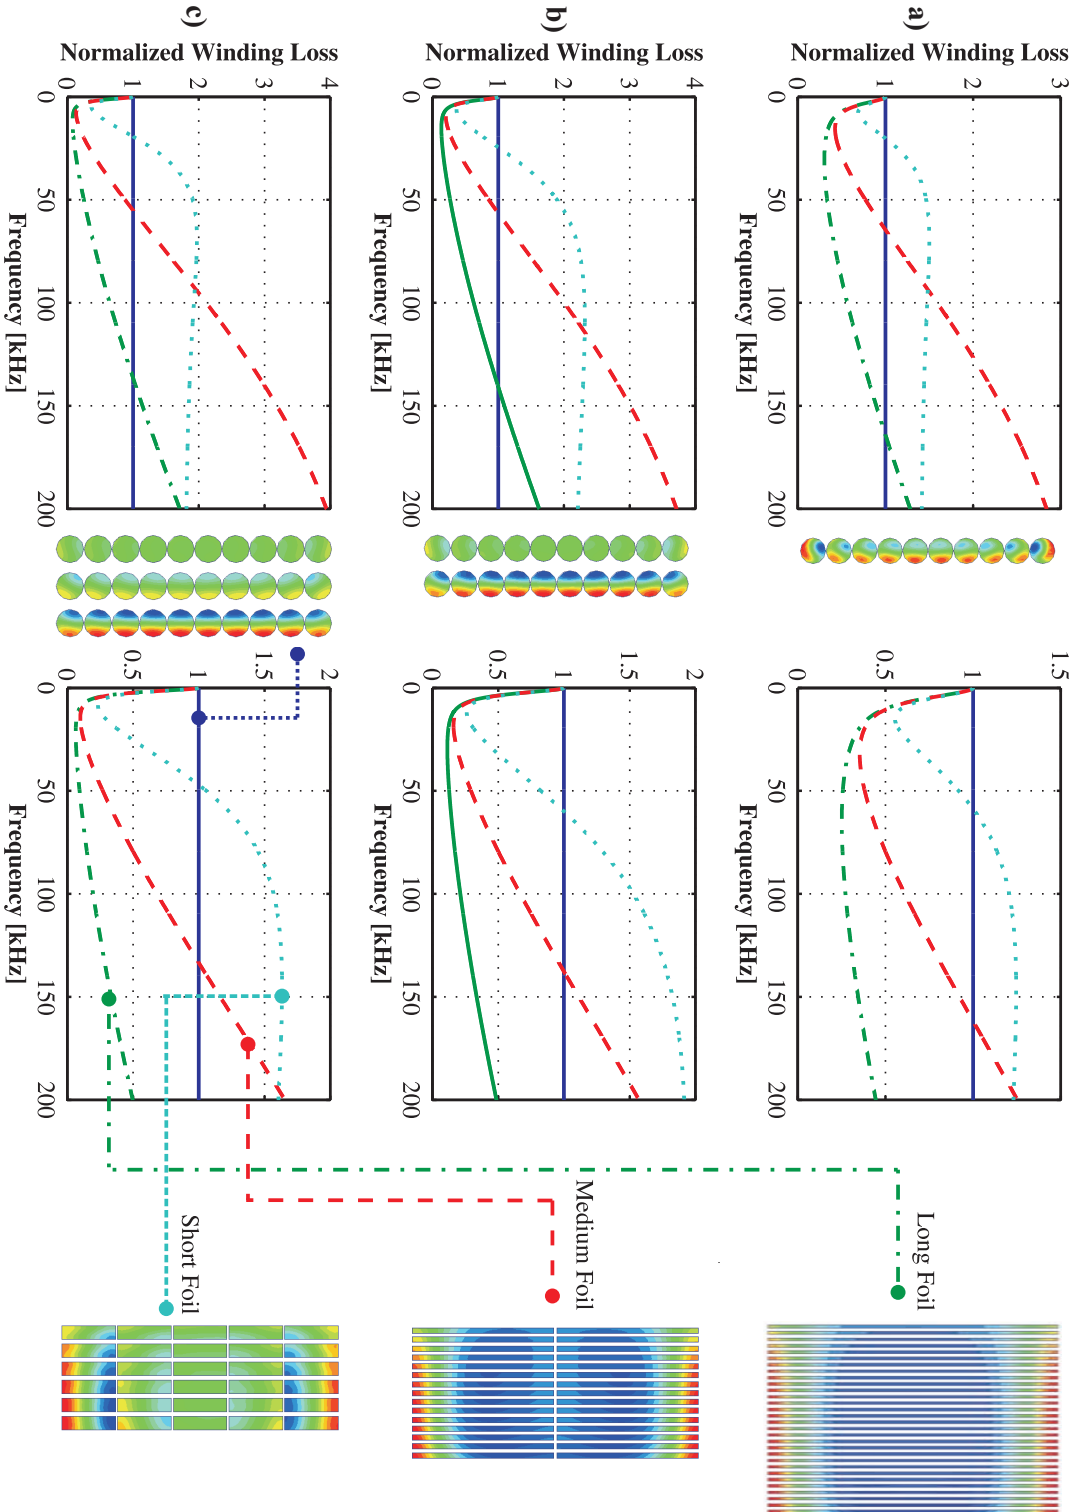 a)
Normalized Winding Loss
0 1 2 3
0 50 100 150 200
Frequency [kHz]
0 0.5 1 1.5
0 50 100 150 200
Frequency [kHz]
Long Foil
b)
Normalized Winding Loss
0 1 2 3 4
0 50 100 150 200
Frequency [kHz]
0 0.5 1 1.5 2
0 50 100 150 200
Frequency [kHz]
Medium Foil
c)
Normalized Winding Loss
0 1 2 3 4
0 50 100 150 200
Frequency [kHz]
0 0.5 1 1.5 2
0 50 100 150 200
Frequency [kHz]
Short Foil